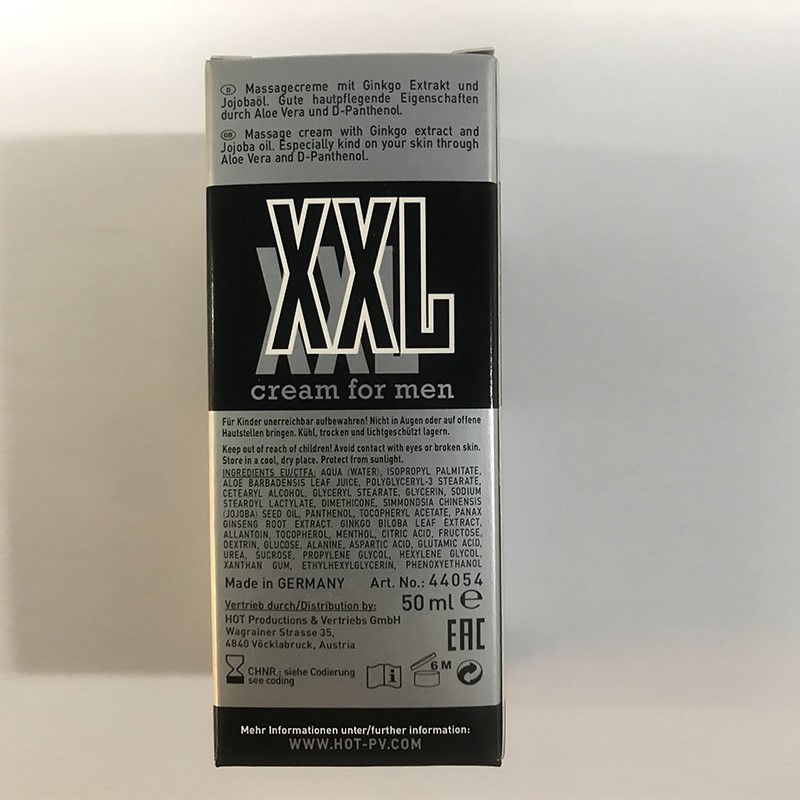 D Massagecreme mit Ginkgo Extrakt und
Jojobaöl. Gute hautpflegende Eigenschaften
durch Aloe Vera und D-Panthenol.
GB Massage cream with Ginkgo extract and
Jojoba oil. Especially kind on your skin through
Aloe Vera and D-Panthenol.
XXL
XXL
cream for men
Für Kinder unerreichbar aufbewahren! Nicht in Augen oder auf offene
Hautstellen bringen. Kühl, trocken und lichtgeschützt lagern.
Keep out of reach of children! Avoid contact with eyes or broken skin.
Store in a cool, dry place. Protect from sunlight.
INGREDIENTS EU/CTFA: AQUA (WATER), ISOPROPYL PALMITATE,
ALOE BARBADENSIS LEAF JUICE, POLYGLYCERYL-3 STEARATE,
CETEARYL ALCOHOL, GLYCERYL STEARATE, GLYCERIN, SODIUM
STEAROYL LACTYLATE, DIMETHICONE, SIMMONDSIA CHINENSIS
(JOJOBA) SEED OIL, PANTHENOL, TOCOPHERYL ACETATE, PANAX
GINSENG ROOT EXTRACT. GINKGO BILOBA LEAF EXTRACT,
ALLANTOIN, TOCOPHEROL, MENTHOL, CITRIC ACID, FRUCTOSE,
DEXTRIN, GLUCOSE, ALANINE, ASPARTIC ACID, GLUTAMIC ACID,
UREA, SUCROSE, PROPYLENE GLYCOL, HEXYLENE GLYCOL,
XANTHAN GUM, ETHYLHEXYLGLYCERIN, PHENOXYETHANOL
Made in GERMANY Art. No.: 44054
Vertrieb durch/Distribution by: 50 ml e
HOT Productions & Vertriebs GmbH
Wagrainer Strasse 35,
4840 Vöcklabruck, Austria
EAC
CHNR.: siehe Codierung
see coding
i
6 M
Mehr Informationen unter/further information:
WWW.HOT-PV.COM